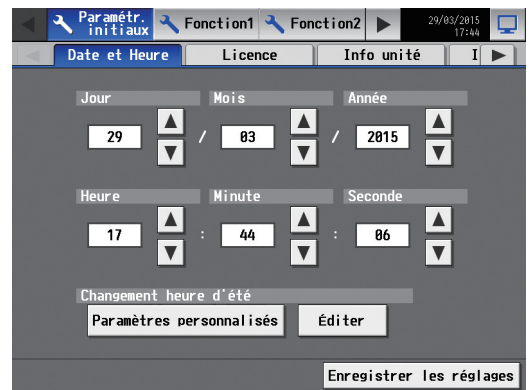 Paramétr. initiaux Fonction1 Fonction2 29/03/2015 17:44
Date et Heure Licence Info unité I
Jour Mois Année
29 / 03 / 2015
Heure Minute Seconde
17 : 44 : 06
Changement heure d'été
Paramètres personnalisés Éditer
Enregistrer les réglages